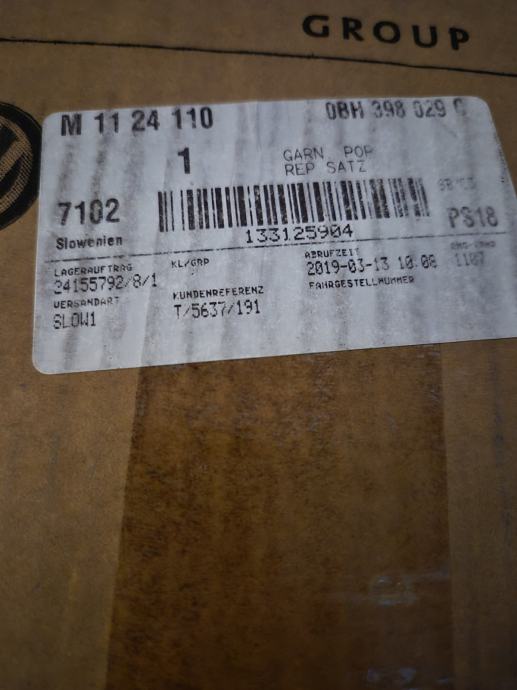 GROUP
M 11 24 110
0BH 398 029 C
1
GARN. POP
REP SATZ
7102
Slowenien
133125904
PS18
LAGERAUFTRAG
24155792/8/1
KL/GRP
ABRUFZEIT
2019-03-13 10.08
1107
VERSANDART
SLOW1
KUNDENREFERENZ
T/5637/191
FAHRGESTELLNUMMER